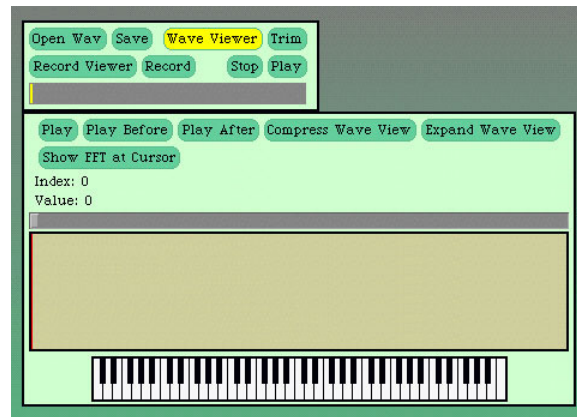 Open Wav Save Wave Viewer Trim
Record Viewer Record Stop Play
Play Play Before Play After Compress Wave View Expand Wave View
Show FFT at Cursor
Index: 0
Value: 0